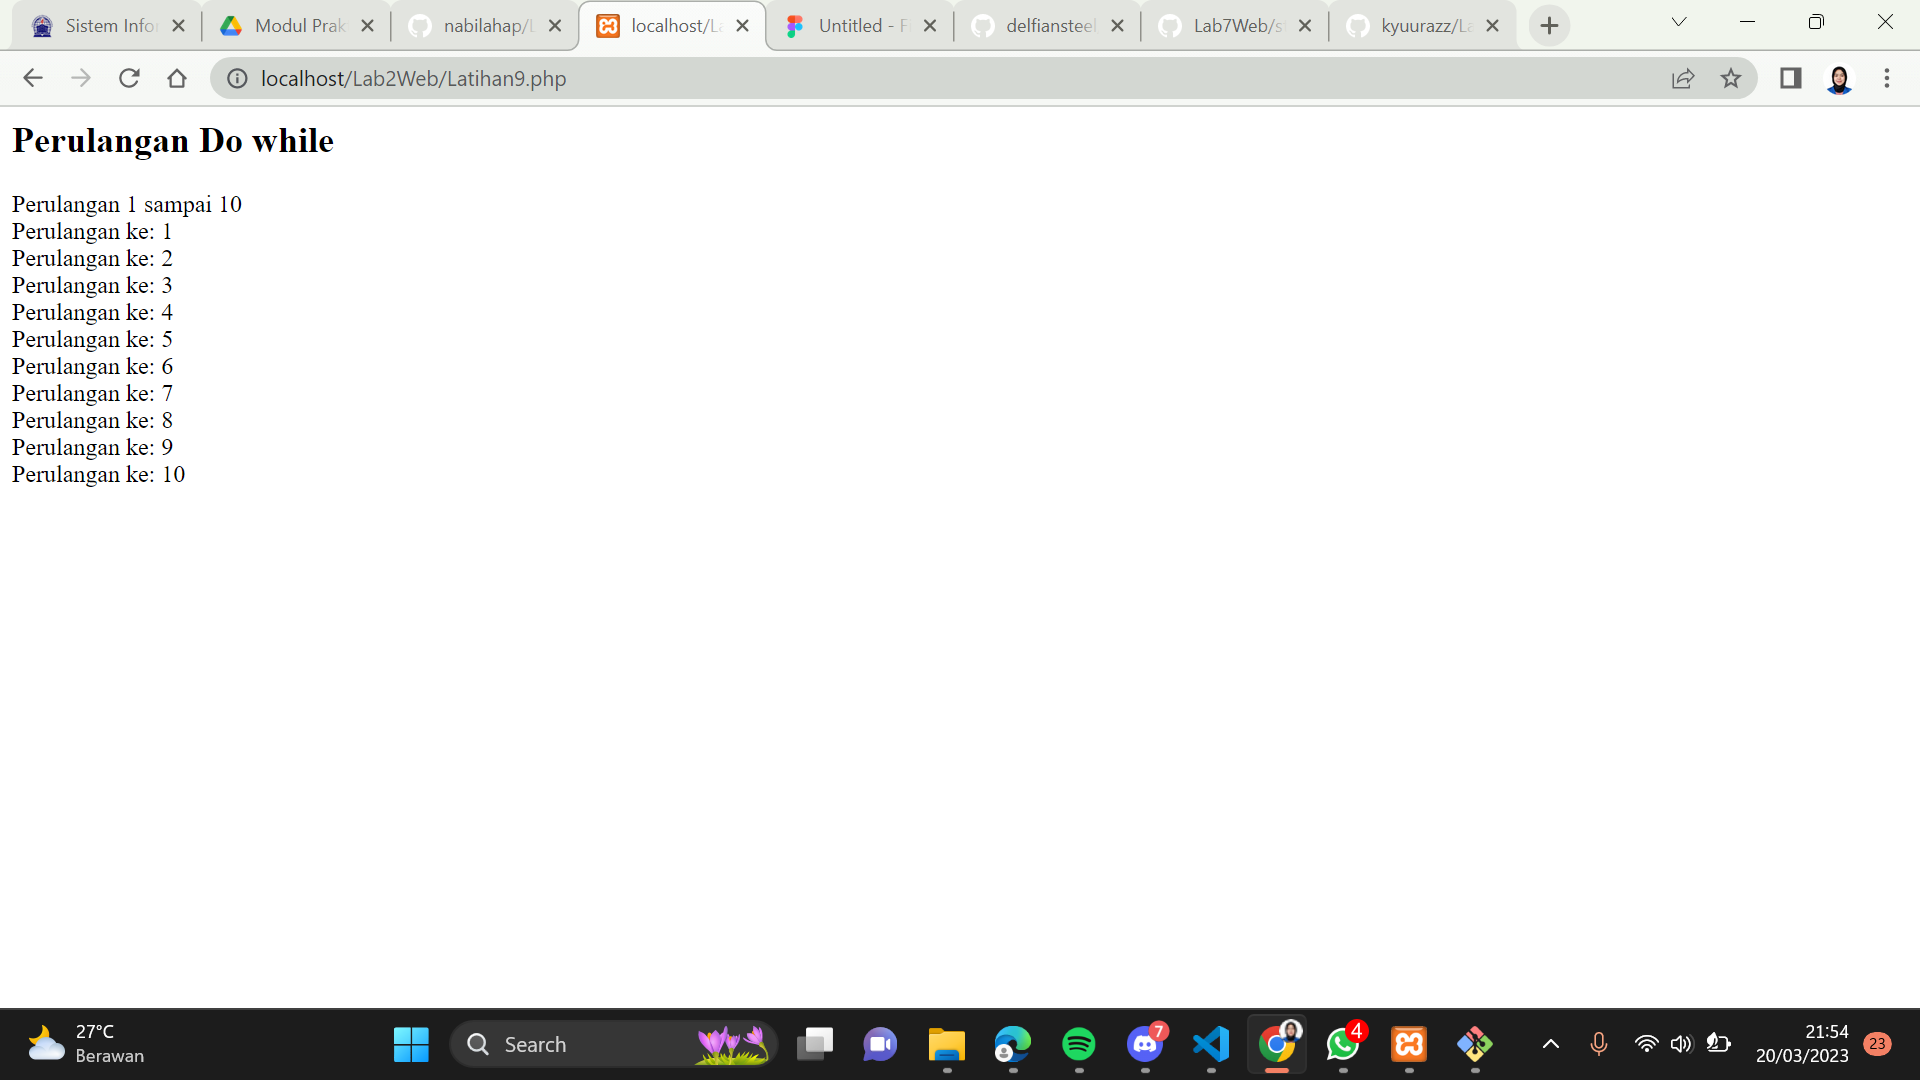 Sistem Infor
Modul Prak
nabilahap/L
localhost/La
Untitled - F
delfiansteel
Lab7Web/s
kyuurazz/La
localhost/Lab2Web/Latihan9.php
Perulangan Do while
Perulangan 1 sampai 10
Perulangan ke: 1
Perulangan ke: 2
Perulangan ke: 3
Perulangan ke: 4
Perulangan ke: 5
Perulangan ke: 6
Perulangan ke: 7
Perulangan ke: 8
Perulangan ke: 9
Perulangan ke: 10
27°C
Berawan
Search
7
4
21:54
20/03/2023
23